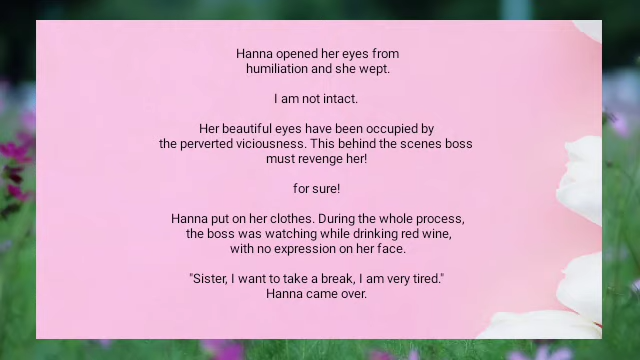 Hanna opened her eyes from
humiliation and she wept.
I am not intact.
Her beautiful eyes have been occupied by
the perverted viciousness. This behind the scenes boss
must revenge her!
for sure!
Hanna put on her clothes. During the whole process,
the boss was watching while drinking red wine,
with no expression on her face.
"Sister, I want to take a break, I am very tired."
Hanna came over.